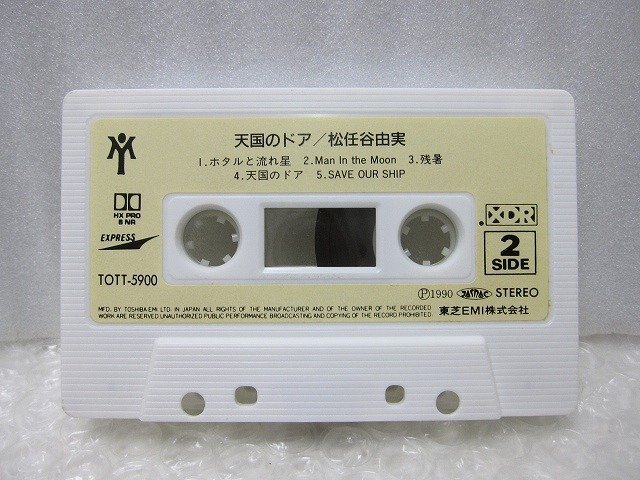 天国のドア／松任谷由実
1.ホタルと流れ星 2.Man In the Moon 3.残暑
4.天国のドア 5.SAVE OUR SHIP
HX PRO
B NR
EXPRESS
XDR
2
SIDE
TOTT-5900
Ⓟ1990 JASRAC STEREO
MFD. BY TOSHIBA EMI LTD. IN JAPAN ALL RIGHTS OF THE MANUFACTURER AND OF THE OWNER OF THE RECORDED
WORK ARE RESERVED UNAUTHORIZED PUBLIC PERFORMANCE BROADCASTING AND COPYING OF THE RECORD PROHIBITED.
東芝EMI株式会社